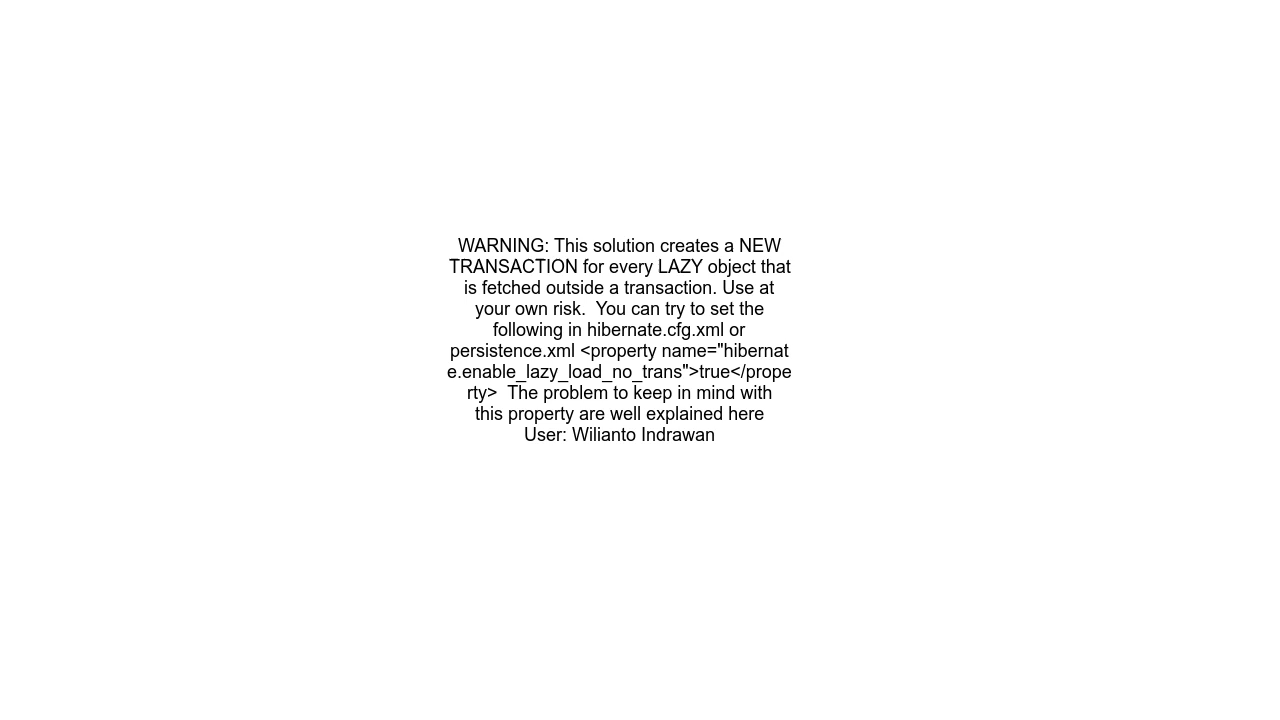 WARNING: This solution creates a NEW
TRANSACTION for every LAZY object that
is fetched outside a transaction. Use at
your own risk.  You can try to set the
following in hibernate.cfg.xml or
persistence.xml <property name="hibernat
e.enable_lazy_load_no_trans">true</prope
rty>  The problem to keep in mind with
this property are well explained here
User: Wilianto Indrawan